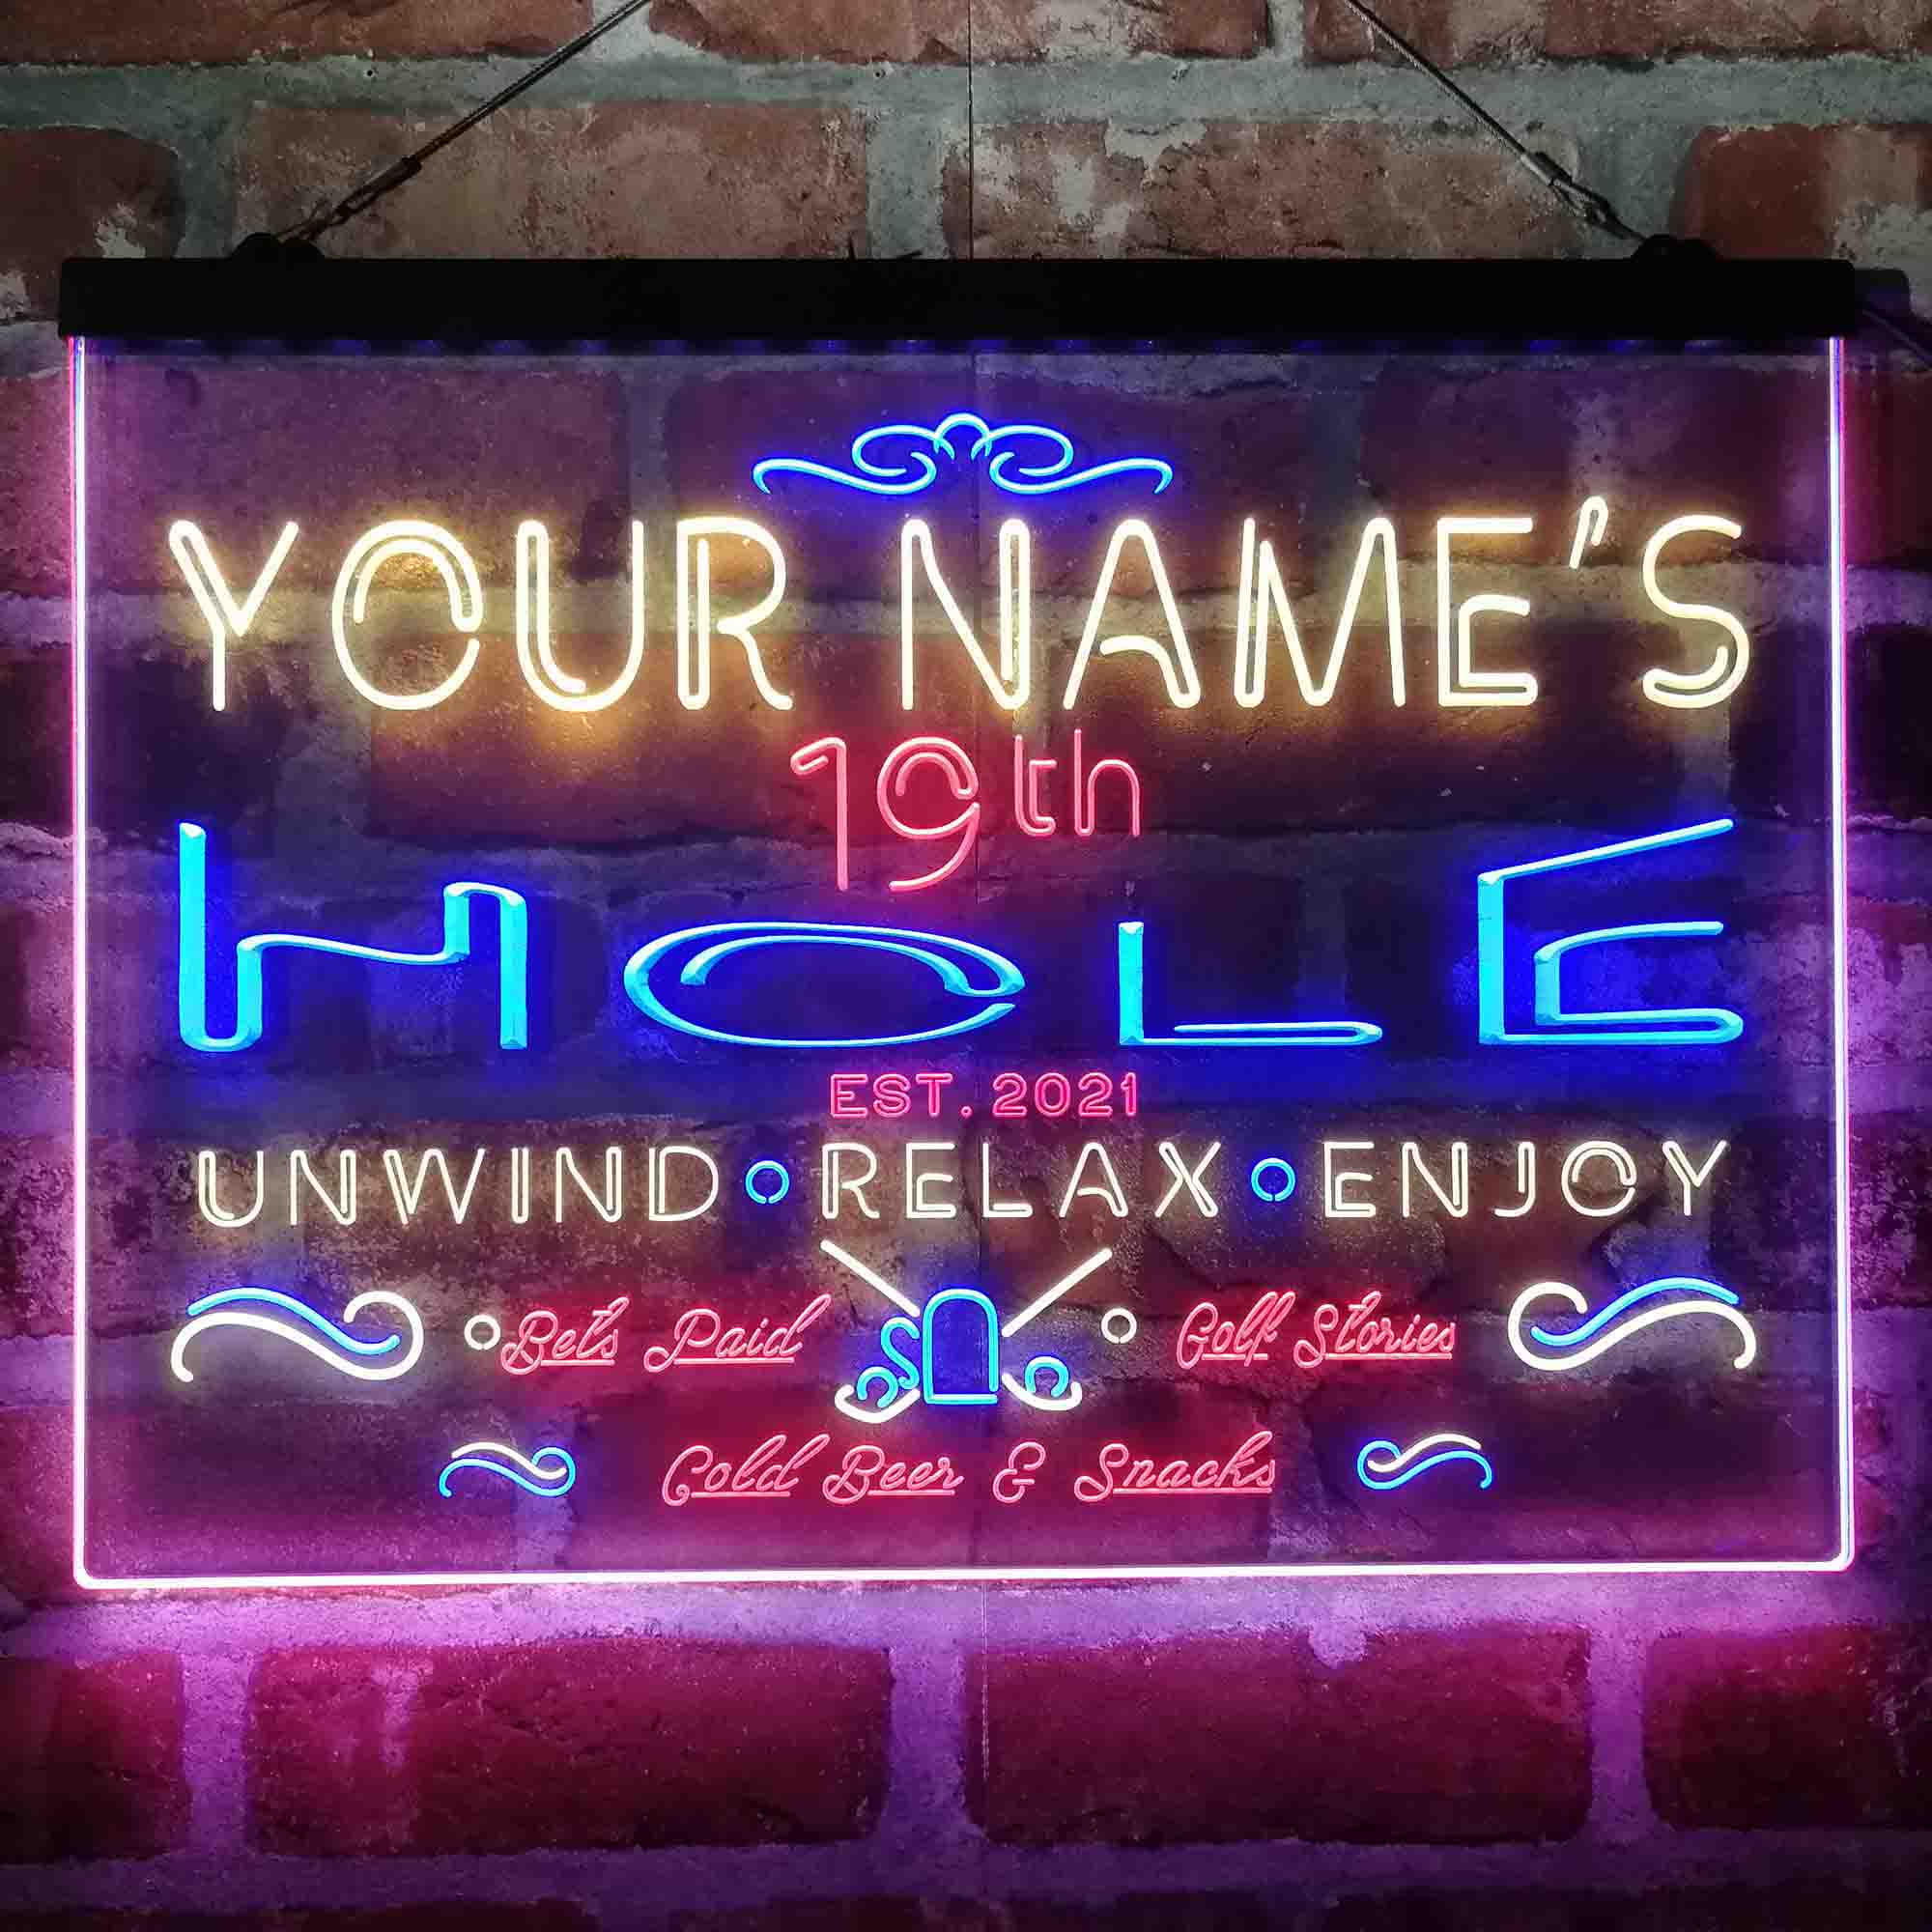 YOUR NAME'S
19th
HOLE
EST. 2021
UNWIND • RELAX • ENJOY
Bets Paid Golf Stories
Cold Beer & Snacks